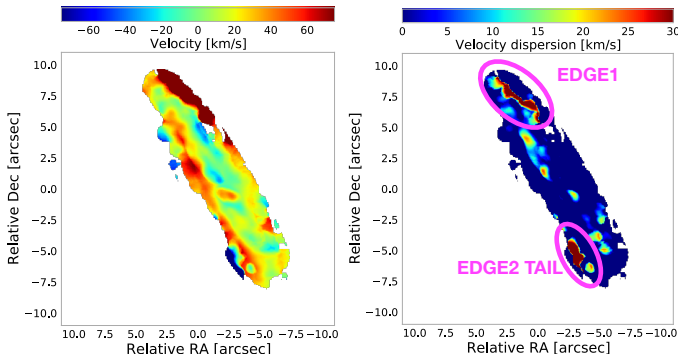 −60 −40 −20 0 20 40 60
Velocity [km/s]
10.0
7.5
5.0
2.5
0.0
−2.5
−5.0
−7.5
−10.0
Relative Dec [arcsec]
10.0 7.5 5.0 2.5 0.0 −2.5 −5.0 −7.5 −10.0
Relative RA [arcsec]
0 5 10 15 20 25 30
Velocity dispersion [km/s]
10.0
7.5
5.0
2.5
0.0
−2.5
−5.0
−7.5
−10.0
Relative Dec [arcsec]
EDGE1
EDGE2 TAIL
10.0 7.5 5.0 2.5 0.0 −2.5 −5.0 −7.5 −10.0
Relative RA [arcsec]